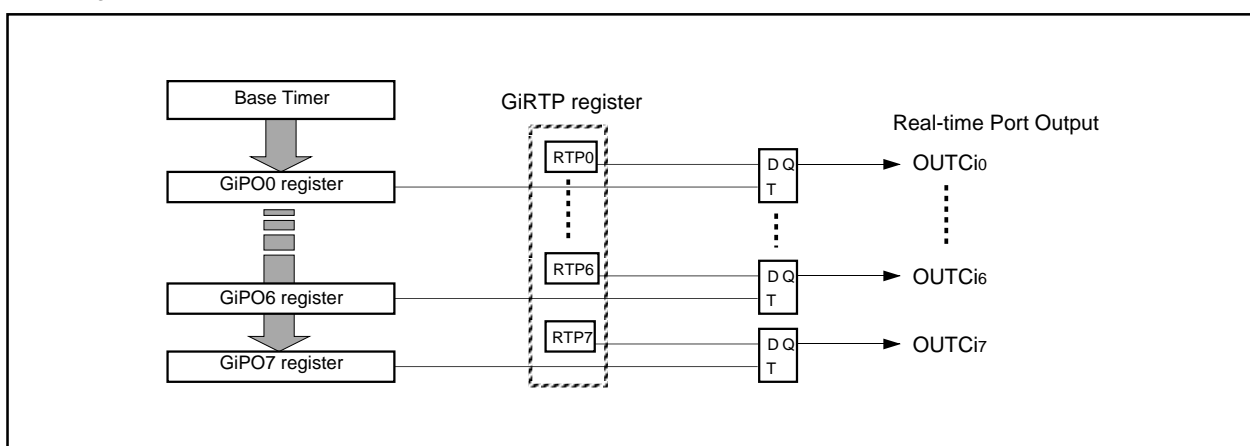 Base Timer
GiRTP register
Real-time Port Output
RTP0
D Q
OUTCi0
GiPO0 register
T
RTP6
D Q
OUTCi6
GiPO6 register
T
RTP7
D Q
OUTCi7
GiPO7 register
T